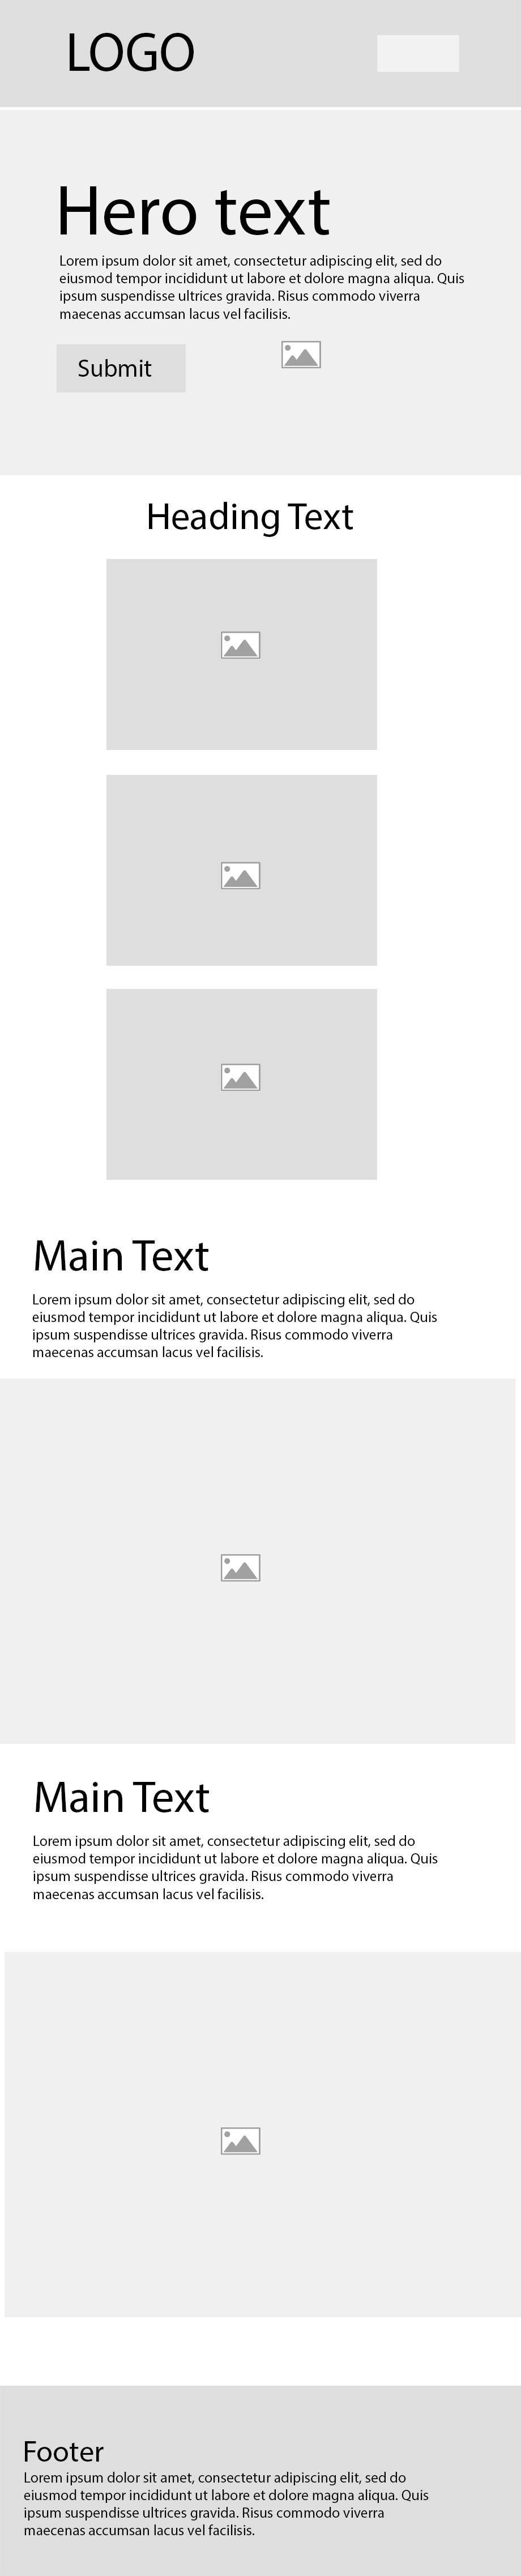 LOGO
Hero text
Lorem ipsum dolor sit amet, consectetur adipiscing elit, sed do
eiusmod tempor incididunt ut labore et dolore magna aliqua. Quis
ipsum suspendisse ultrices gravida. Risus commodo viverra
maecenas accumsan lacus vel facilisis.
Submit
Heading Text
Main Text
Lorem ipsum dolor sit amet, consectetur adipiscing elit, sed do
eiusmod tempor incididunt ut labore et dolore magna aliqua. Quis
ipsum suspendisse ultrices gravida. Risus commodo viverra
maecenas accumsan lacus vel facilisis.
Main Text
Lorem ipsum dolor sit amet, consectetur adipiscing elit, sed do
eiusmod tempor incididunt ut labore et dolore magna aliqua. Quis
ipsum suspendisse ultrices gravida. Risus commodo viverra
maecenas accumsan lacus vel facilisis.
Footer
Lorem ipsum dolor sit amet, consectetur adipiscing elit, sed do
eiusmod tempor incididunt ut labore et dolore magna aliqua. Quis
ipsum suspendisse ultrices gravida. Risus commodo viverra
maecenas accumsan lacus vel facilisis.